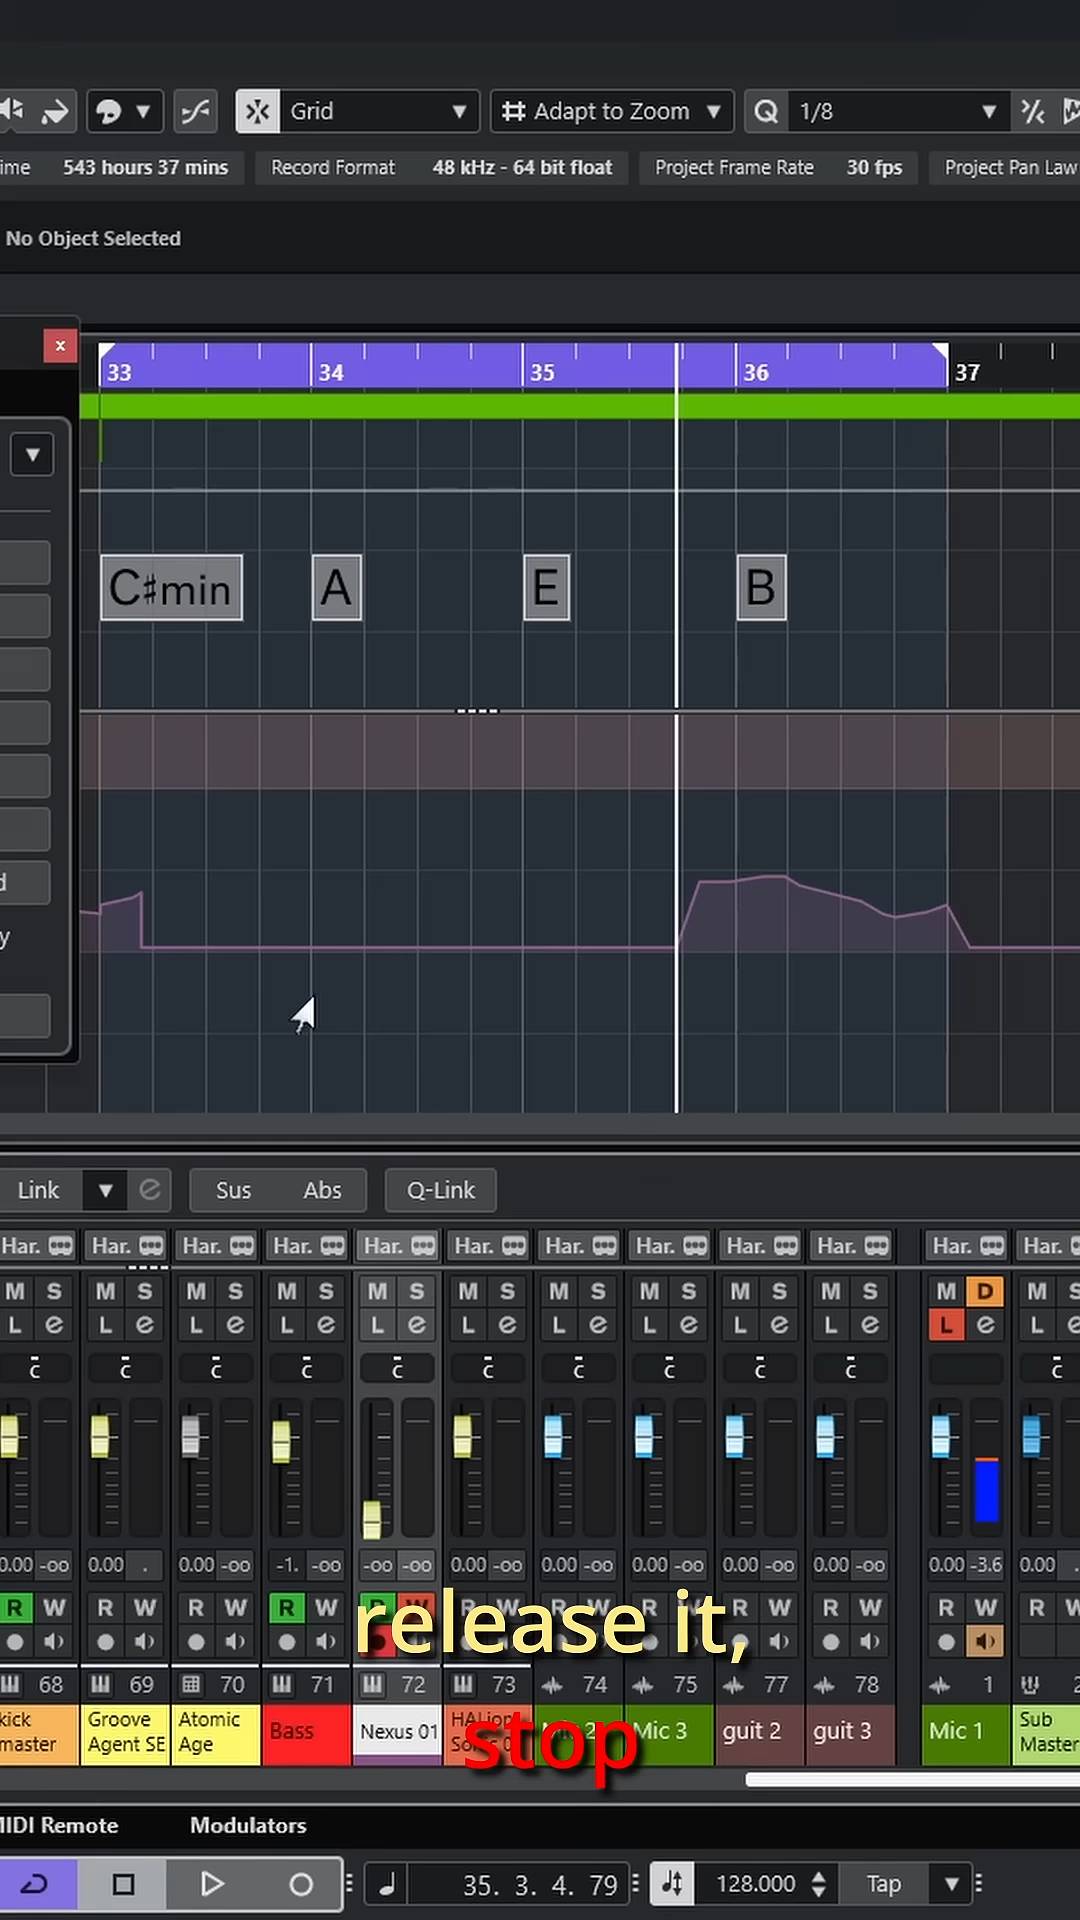 Grid Adapt to Zoom 1/8
ime 543 hours 37 mins Record Format 48 kHz - 64 bit float Project Frame Rate 30 fps Project Pan Law
No Object Selected
x
33 34 35 36 37
C♯min A E B
d
y
Link e Sus Abs Q-Link
Har. Har. Har. Har. Har. Har. Har. Har. Har. Har. Har. Har.
M S M S M S M S M S M S M S M S M S M S M D M S
L e L e L e L e L e L e L e L e L e L e L e L e
C C C C C C C C C C C
0.00 -oo 0.00 . 0.00 -oo -1. -oo -oo -oo 0.00 -oo 0.00 -oo 0.00 -oo 0.00 -oo 0.00 -oo 0.00 -3.6 0.00 .
R W R W R W R W R W R W R W R W R W R W R W R W
release it,
68 69 70 71 72 73 74 75 77 78 1 2
kick master
Groove Agent SE
Atomic Age
Bass
Nexus 01
HALion
Mic 2
Mic 3
guit 2
guit 3
Mic 1
Sub Master
stop
MIDI Remote Modulators
35. 3. 4. 79 128.000 Tap